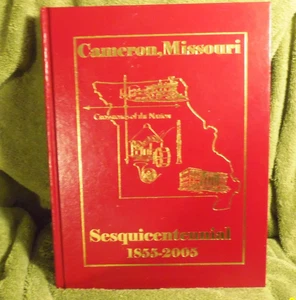 Cameron, Missouri
Crossroads of the Nation
Sesquicentennial
1855-2005